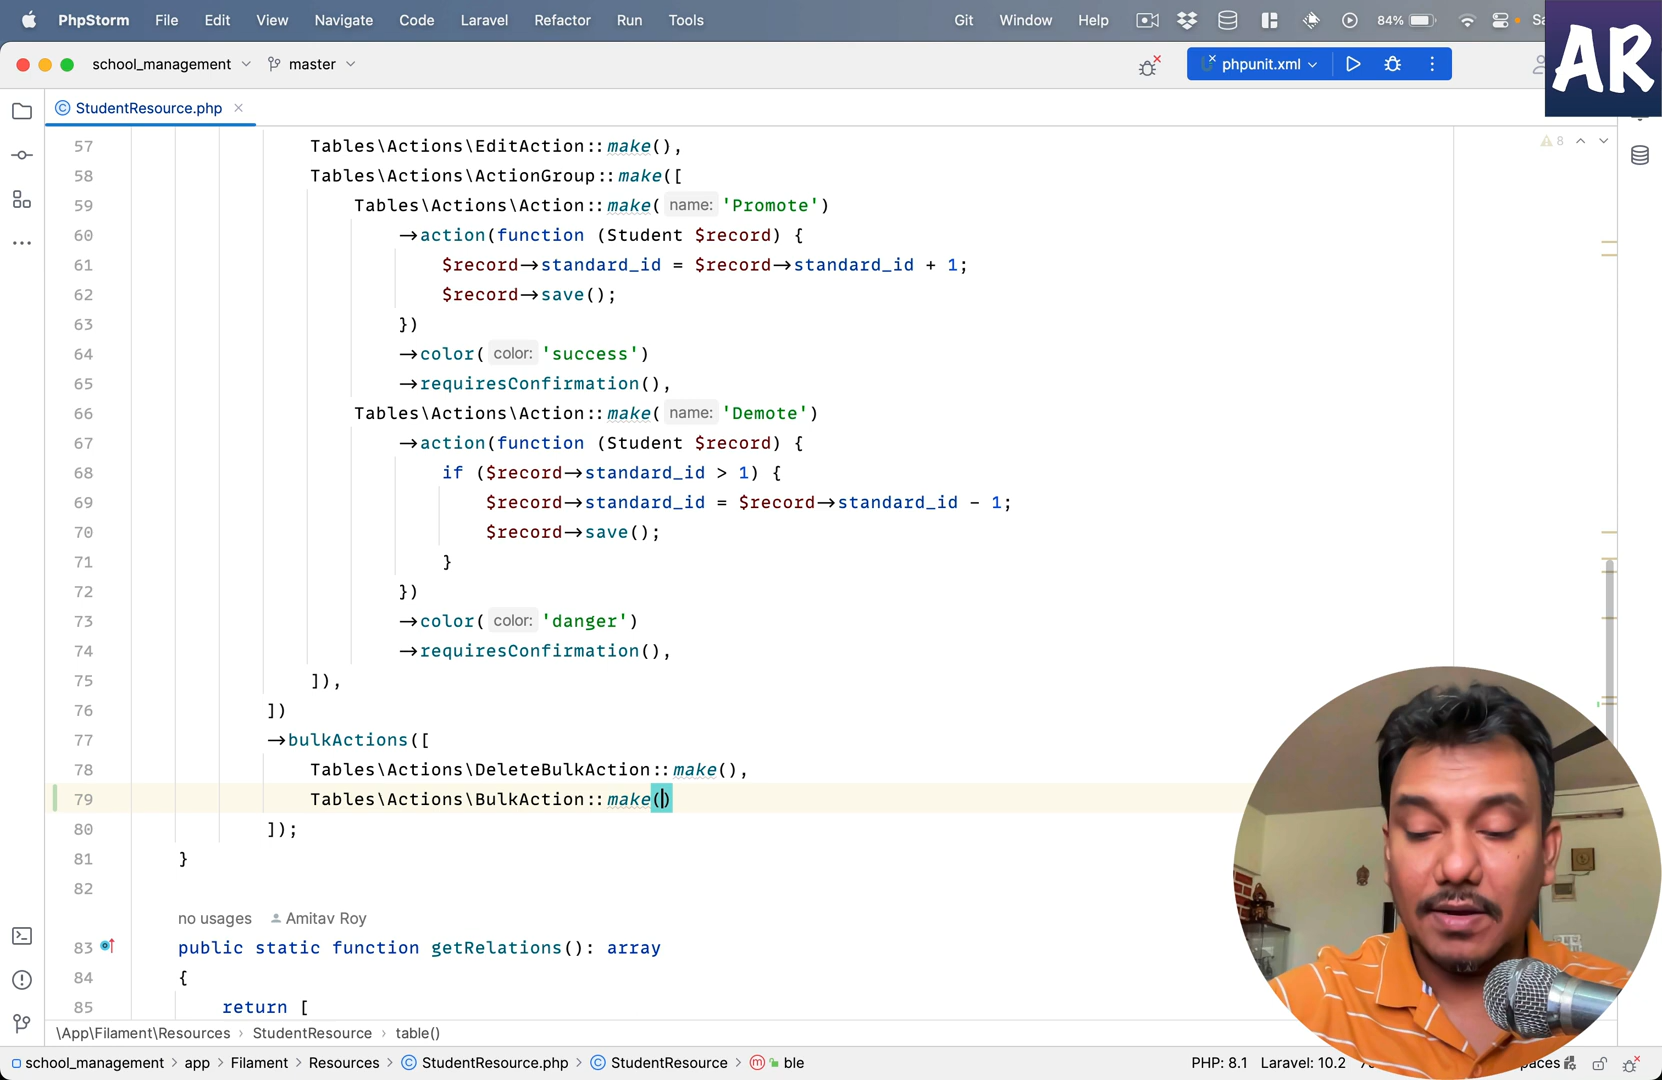 PhpStorm File Edit View Navigate Code Laravel Refactor Run Tools Git Window Help 84%
AR
school_management master phpunit.xml
StudentResource.php
8
57 Tables\Actions\EditAction::make(),
58 Tables\Actions\ActionGroup::make([
59 Tables\Actions\Action::make( name: 'Promote')
60 ->action(function (Student $record) {
61 $record->standard_id = $record->standard_id + 1;
62 $record->save();
63 })
64 ->color( color: 'success')
65 ->requiresConfirmation(),
66 Tables\Actions\Action::make( name: 'Demote')
67 ->action(function (Student $record) {
68 if ($record->standard_id > 1) {
69 $record->standard_id = $record->standard_id - 1;
70 $record->save();
71 }
72 })
73 ->color( color: 'danger')
74 ->requiresConfirmation(),
75 ]),
76 ])
77 ->bulkActions([
78 Tables\Actions\DeleteBulkAction::make(),
79 Tables\Actions\BulkAction::make()
80 ]);
81 }
82
no usages Amitav Roy
83 public static function getRelations(): array
84 {
85 return [
\App\Filament\Resources › StudentResource › table()
school_management › app › Filament › Resources › StudentResource.php › StudentResource › ble PHP: 8.1 Laravel: 10.2